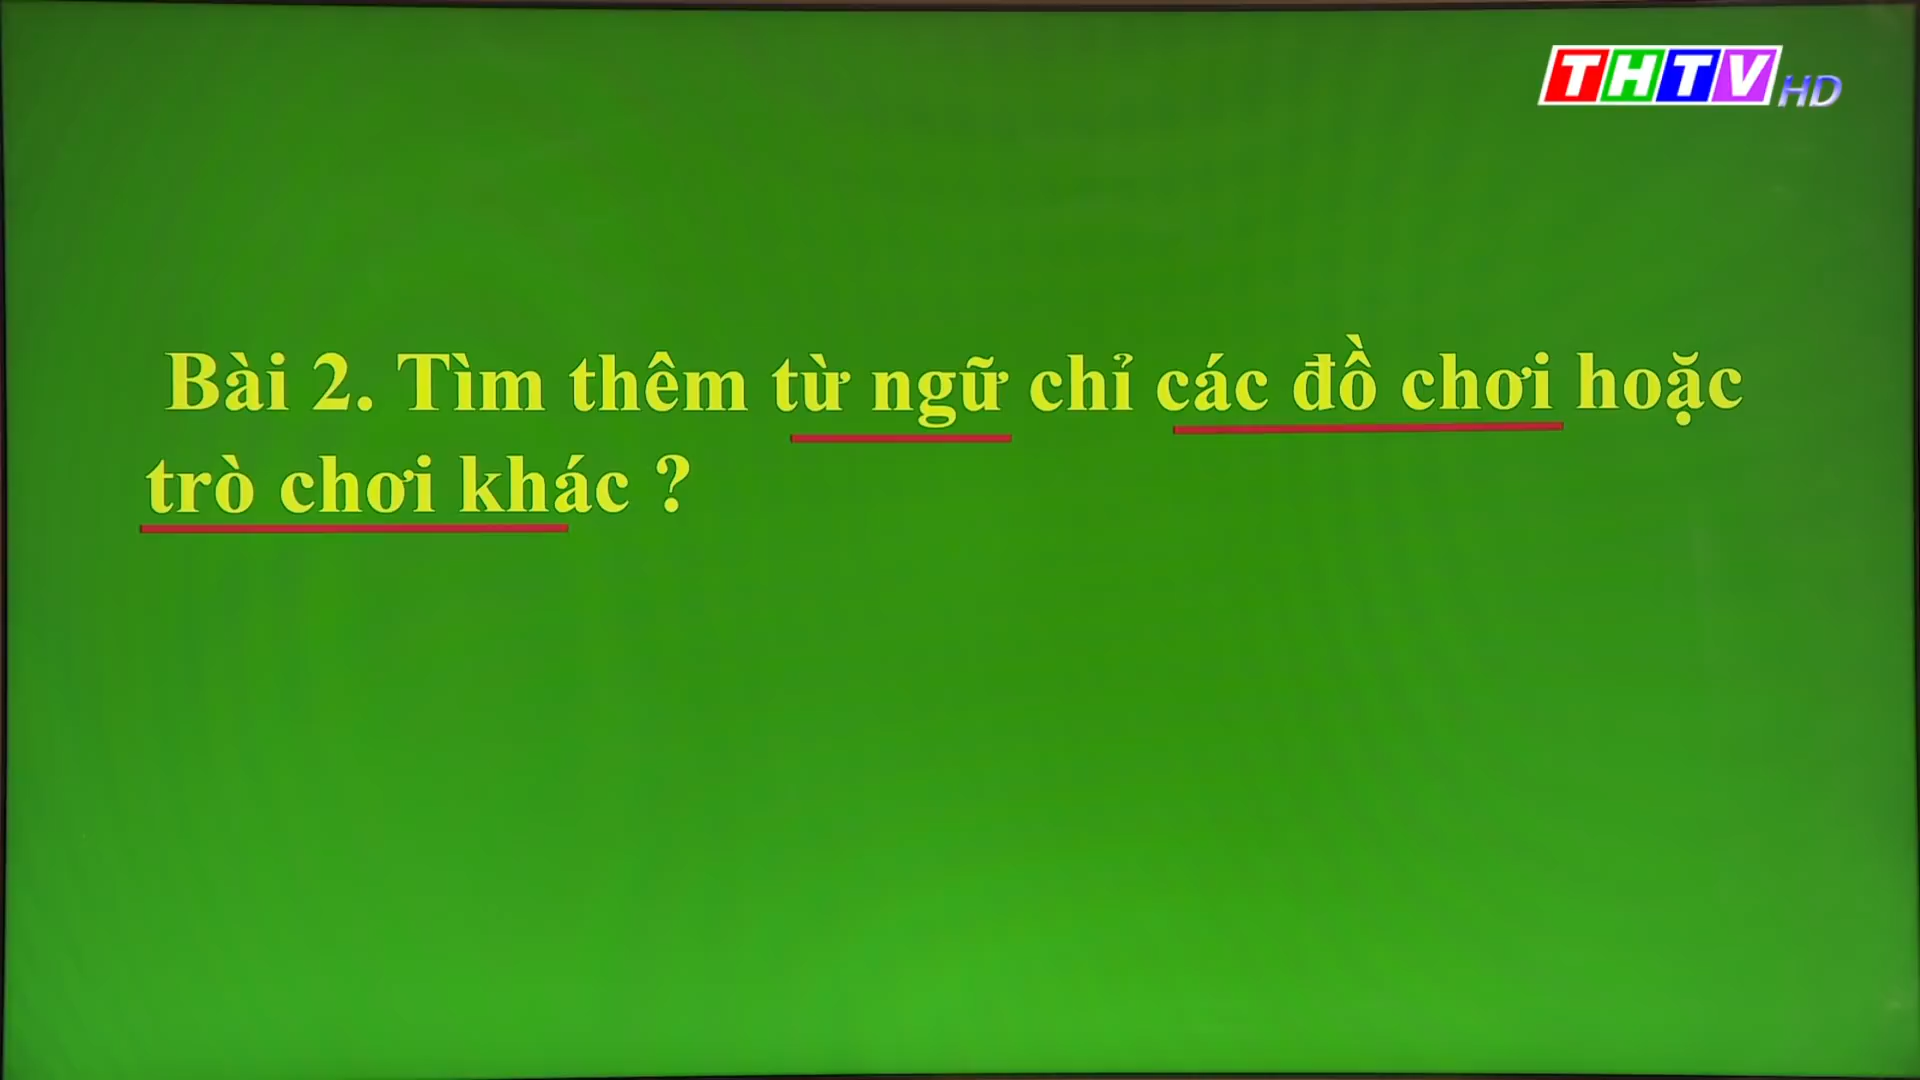 THTV HD
Bài 2. Tìm thêm từ ngữ chỉ các đồ chơi hoặc
trò chơi khác ?